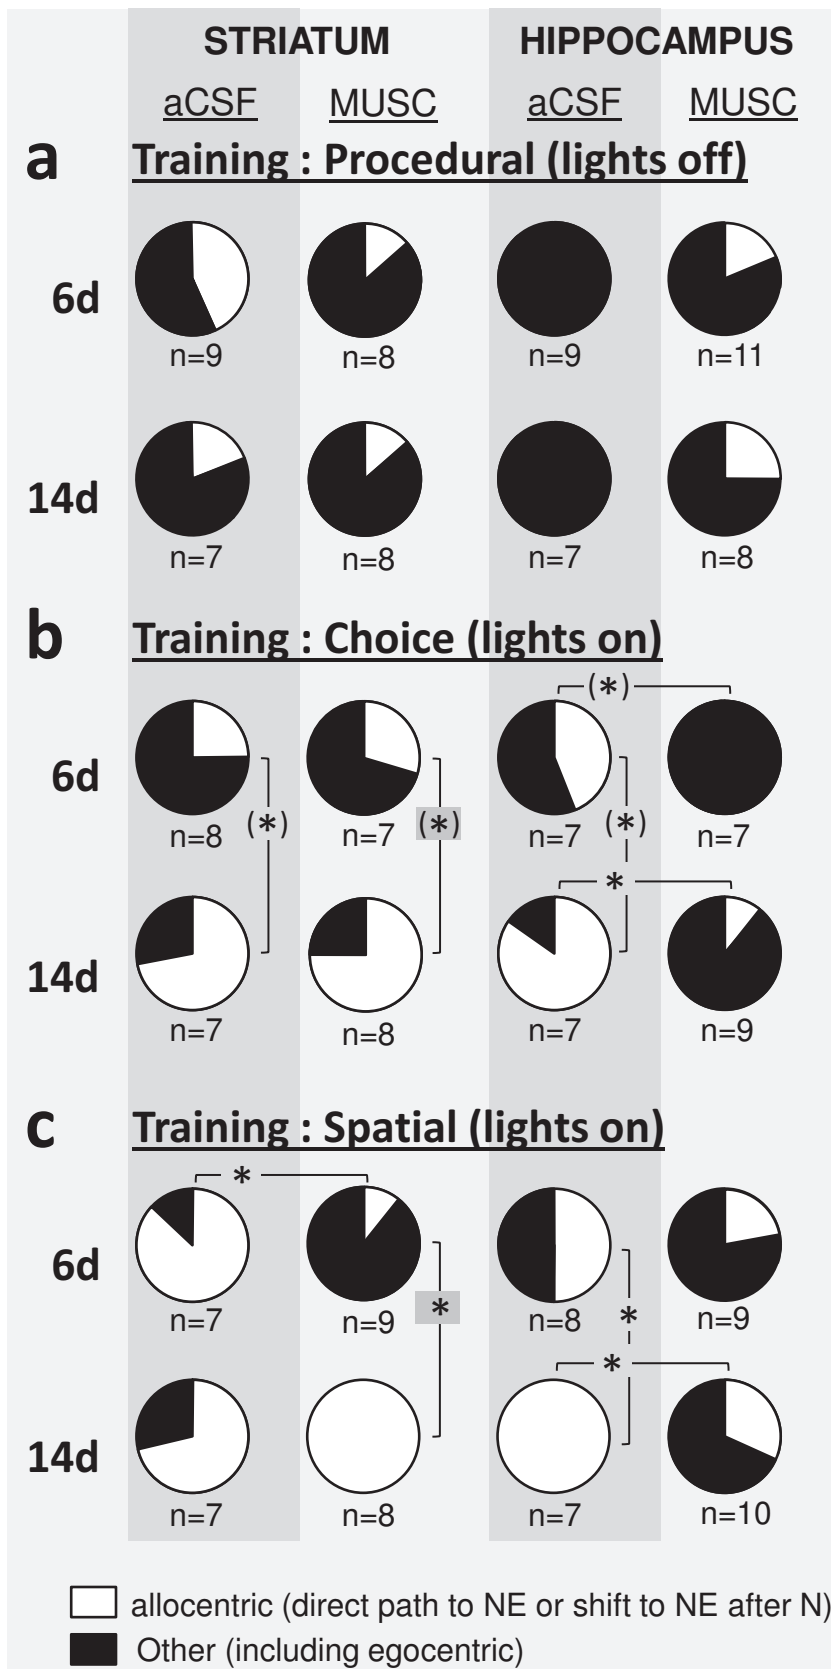 STRIATUM HIPPOCAMPUS
aCSF MUSC aCSF MUSC
a Training : Procedural (lights off)
6d
n=9 n=8 n=9 n=11
14d
n=7 n=8 n=7 n=8
b Training : Choice (lights on)
(*)
6d
n=8 (*) n=7 (*) n=7 (*) n=7
*
14d
n=7 n=8 n=7 n=9
c Training : Spatial (lights on)
*
6d
n=7 n=9 * n=8 * n=9
*
14d
n=7 n=8 n=7 n=10
allocentric (direct path to NE or shift to NE after N)
Other (including egocentric)